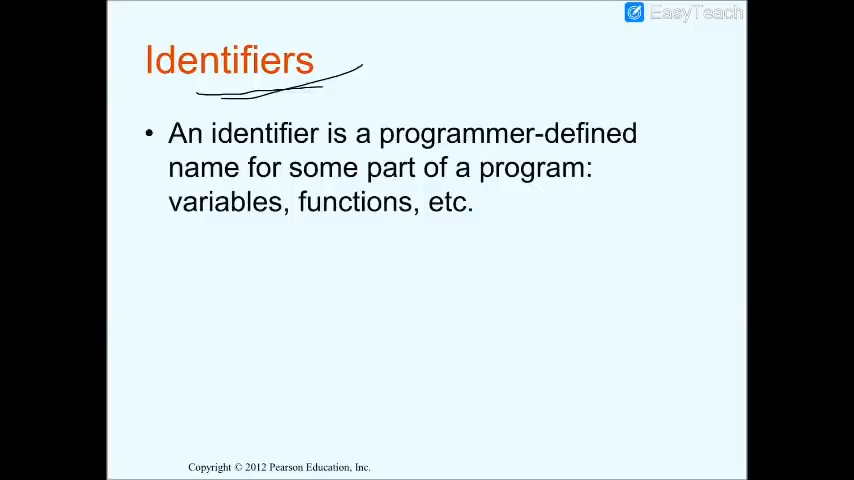 EasyTeach
Identifiers
• An identifier is a programmer-defined
name for some part of a program:
variables, functions, etc.
Copyright © 2012 Pearson Education, Inc.